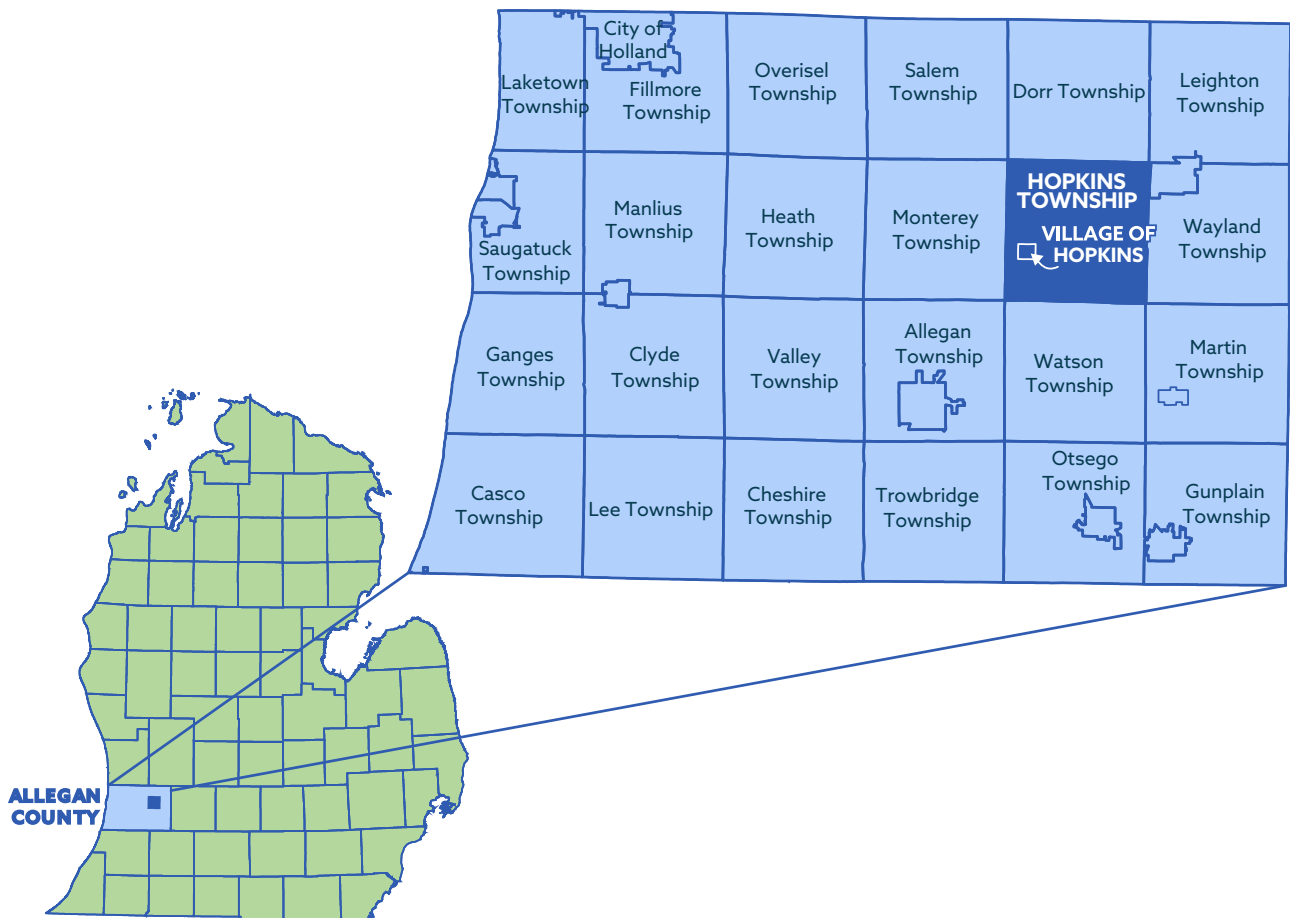 City of
Holland
Laketown
Township
Fillmore
Township
Overisel
Township
Salem
Township
Dorr Township
Leighton
Township
Saugatuck
Township
Manlius
Township
Heath
Township
Monterey
Township
HOPKINS
TOWNSHIP
VILLAGE OF
HOPKINS
Wayland
Township
Ganges
Township
Clyde
Township
Valley
Township
Allegan
Township
Watson
Township
Martin
Township
Casco
Township
Lee Township
Cheshire
Township
Trowbridge
Township
Otsego
Township
Gunplain
Township
ALLEGAN
COUNTY